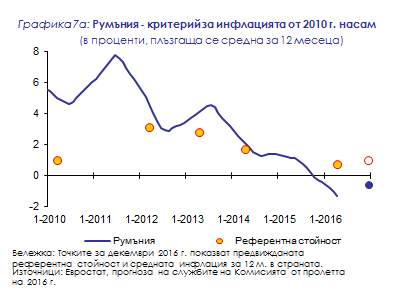 Графика 7а: Румъния - критерий за инфлацията от 2010 г. насам
(в проценти, плъзгаща се средна за 12 месеца)
8
6
4
2
0
-2
1-2010 1-2011 1-2012 1-2013 1-2014 1-2015 1-2016
Румъния Референтна стойност
Бележка: Точките за декември 2016 г. показват предвижданата
референтна стойност и средната инфлация за 12 м. в страната.
Източници: Евростат, прогноза на службите на Комисията от пролетта
на 2016 г.